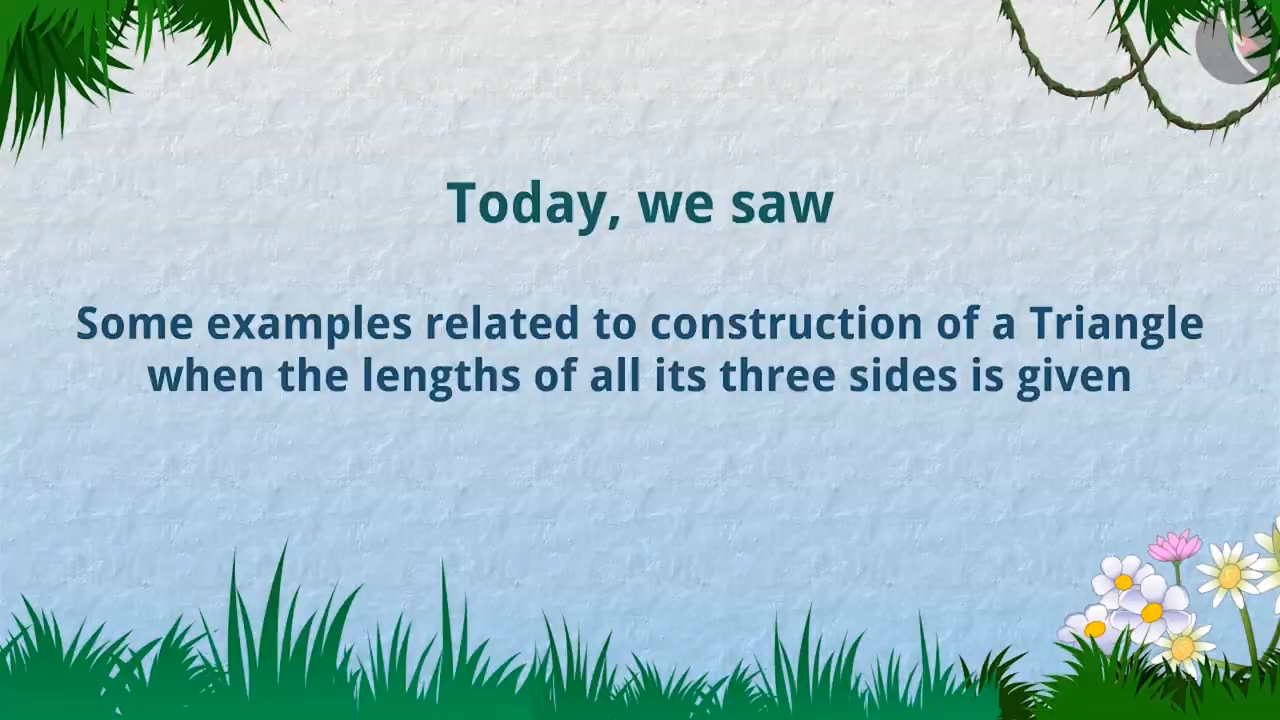 Today, we saw
Some examples related to construction of a Triangle
when the lengths of all its three sides is given